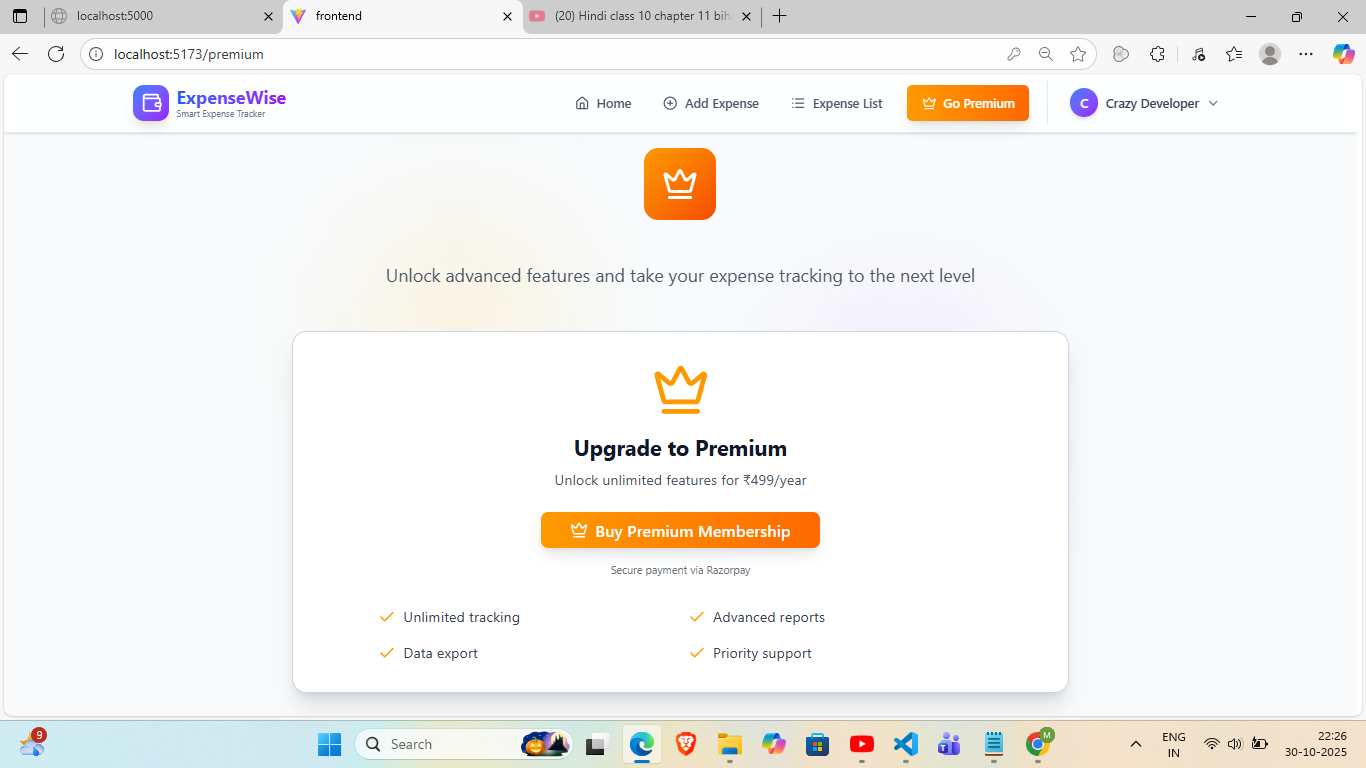 localhost:5000
frontend
(20) Hindi class 10 chapter 11 bih
localhost:5173/premium
ExpenseWise
Smart Expense Tracker
Home
Add Expense
Expense List
Go Premium
C
Crazy Developer
Unlock advanced features and take your expense tracking to the next level
Upgrade to Premium
Unlock unlimited features for ₹499/year
Buy Premium Membership
Secure payment via Razorpay
Unlimited tracking
Advanced reports
Data export
Priority support
9
Search
M
ENG
IN
22:26
30-10-2025